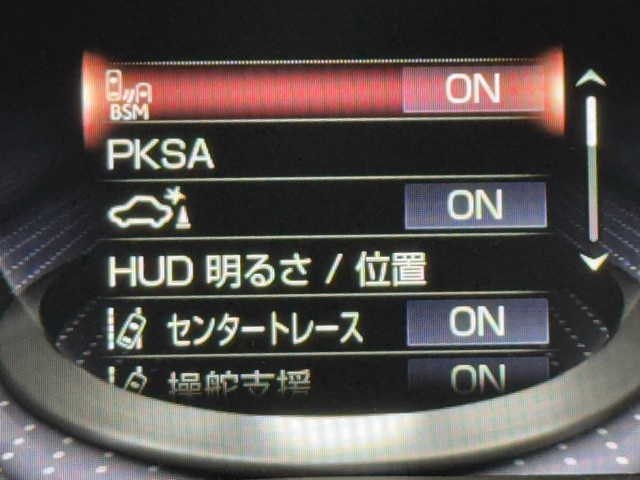 BSM ON
PKSA
ON
HUD 明るさ / 位置
センタートレース ON
操舵支援 ON